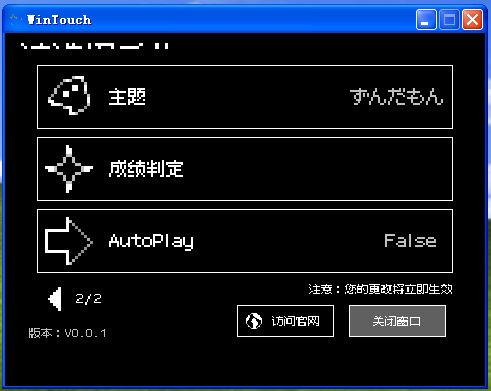 WinTouch
主题
ずんだもん
成绩判定
AutoPlay
False
2/2
注意：您的更改将立即生效
版本：V0.0.1
访问官网
关闭窗口